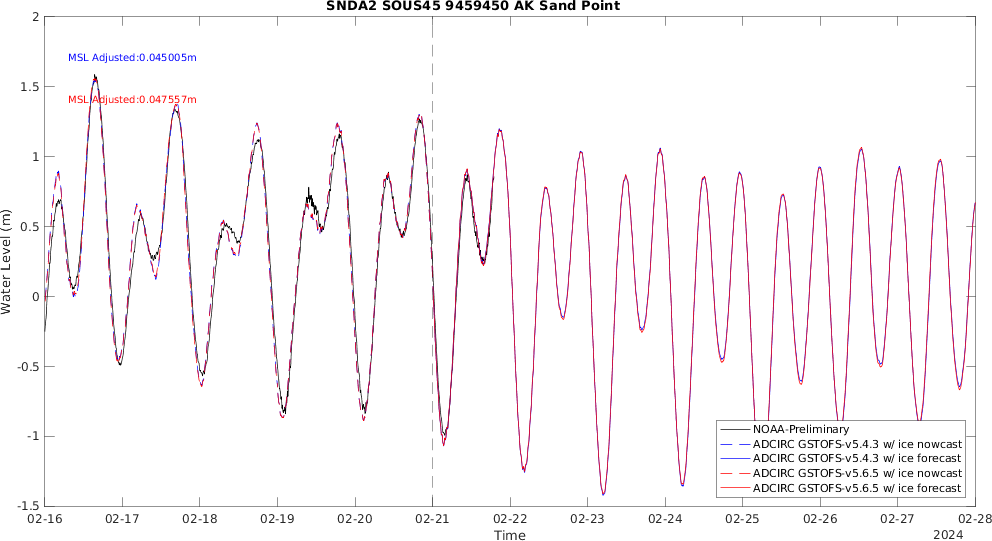 SNDA2 SOUS45 9459450 AK Sand Point
2
1.5
1
0.5
0
-0.5
-1
-1.5
Water Level (m)
MSL Adjusted:0.045005m
MSL Adjusted:0.047557m
NOAA-Preliminary
ADCIRC GSTOFS-v5.4.3 w/ ice nowcast
ADCIRC GSTOFS-v5.4.3 w/ ice forecast
ADCIRC GSTOFS-v5.6.5 w/ ice nowcast
ADCIRC GSTOFS-v5.6.5 w/ ice forecast
02-16 02-17 02-18 02-19 02-20 02-21 02-22 02-23 02-24 02-25 02-26 02-27 02-28
Time
2024